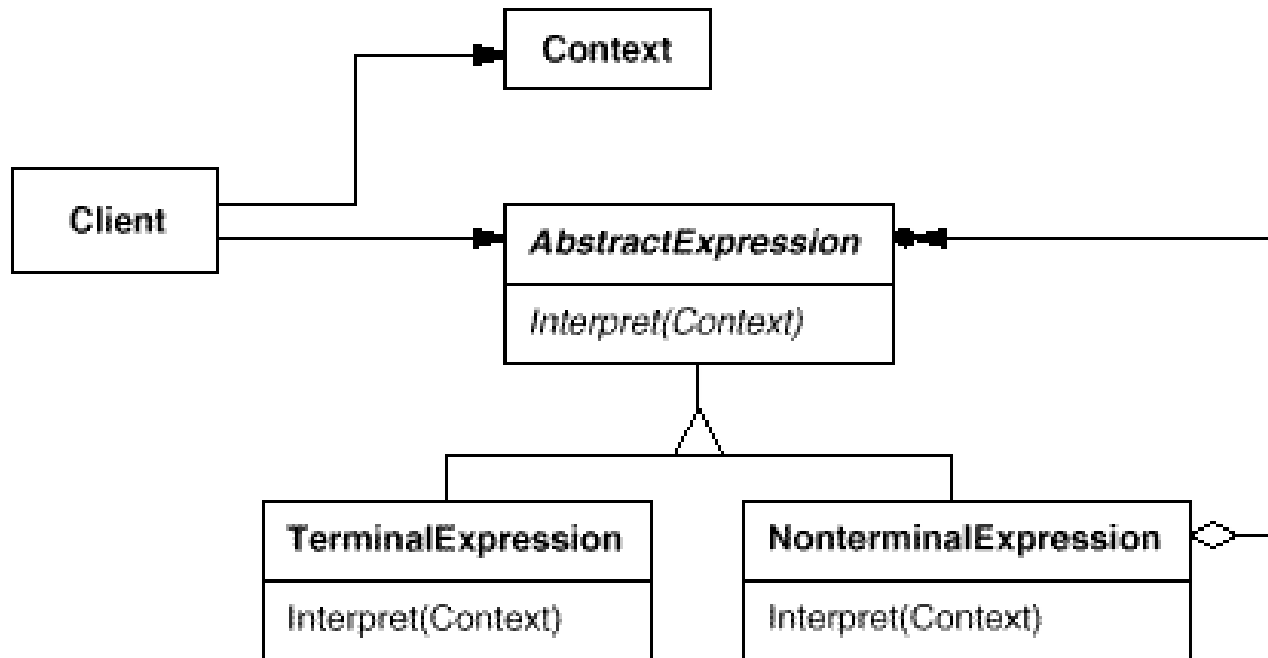 Context
Client
AbstractExpression
Interpret(Context)
TerminalExpression
Interpret(Context)
NonterminalExpression
Interpret(Context)